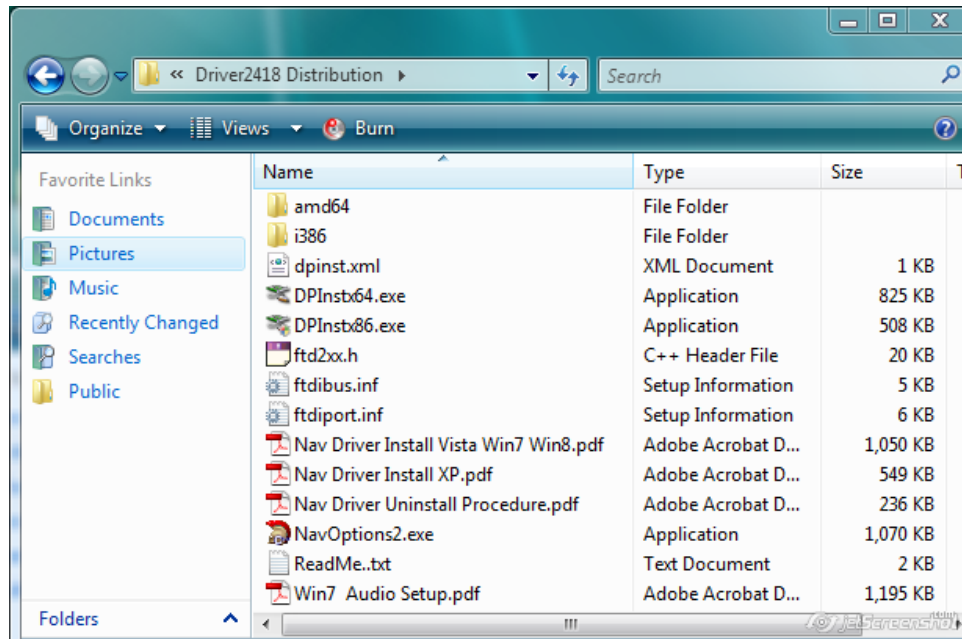 « Driver2418 Distribution
Search
Organize Views Burn
Favorite Links
Documents
Pictures
Music
Recently Changed
Searches
Public
Folders
Name Type Size
amd64 File Folder
i386 File Folder
dpinst.xml XML Document 1 KB
DPInstx64.exe Application 825 KB
DPInstx86.exe Application 508 KB
ftd2xx.h C++ Header File 20 KB
ftdibus.inf Setup Information 5 KB
ftdiport.inf Setup Information 6 KB
Nav Driver Install Vista Win7 Win8.pdf Adobe Acrobat D... 1,050 KB
Nav Driver Install XP.pdf Adobe Acrobat D... 549 KB
Nav Driver Uninstall Procedure.pdf Adobe Acrobat D... 236 KB
NavOptions2.exe Application 1,070 KB
ReadMe..txt Text Document 2 KB
Win7  Audio Setup.pdf Adobe Acrobat D... 1,195 KB